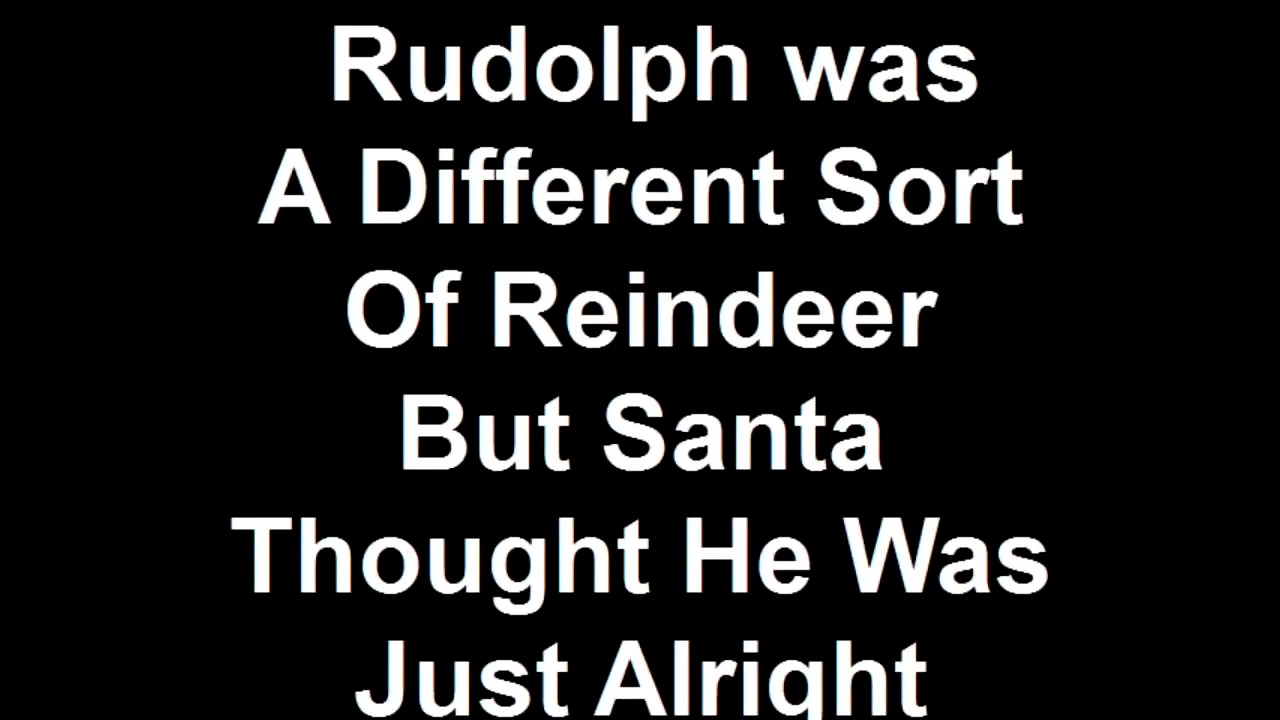 Rudolph was
A Different Sort
Of Reindeer
But Santa
Thought He Was
Just Alright